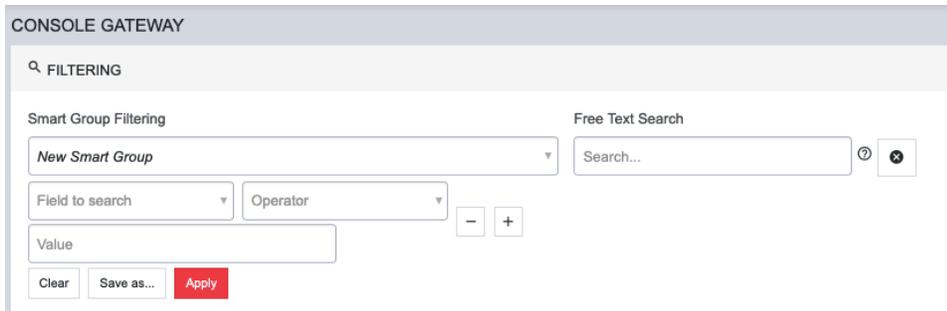 CONSOLE GATEWAY
FILTERING
Smart Group Filtering
Free Text Search
New Smart Group
Search...
Field to search
Operator
Value
Clear
Save as...
Apply